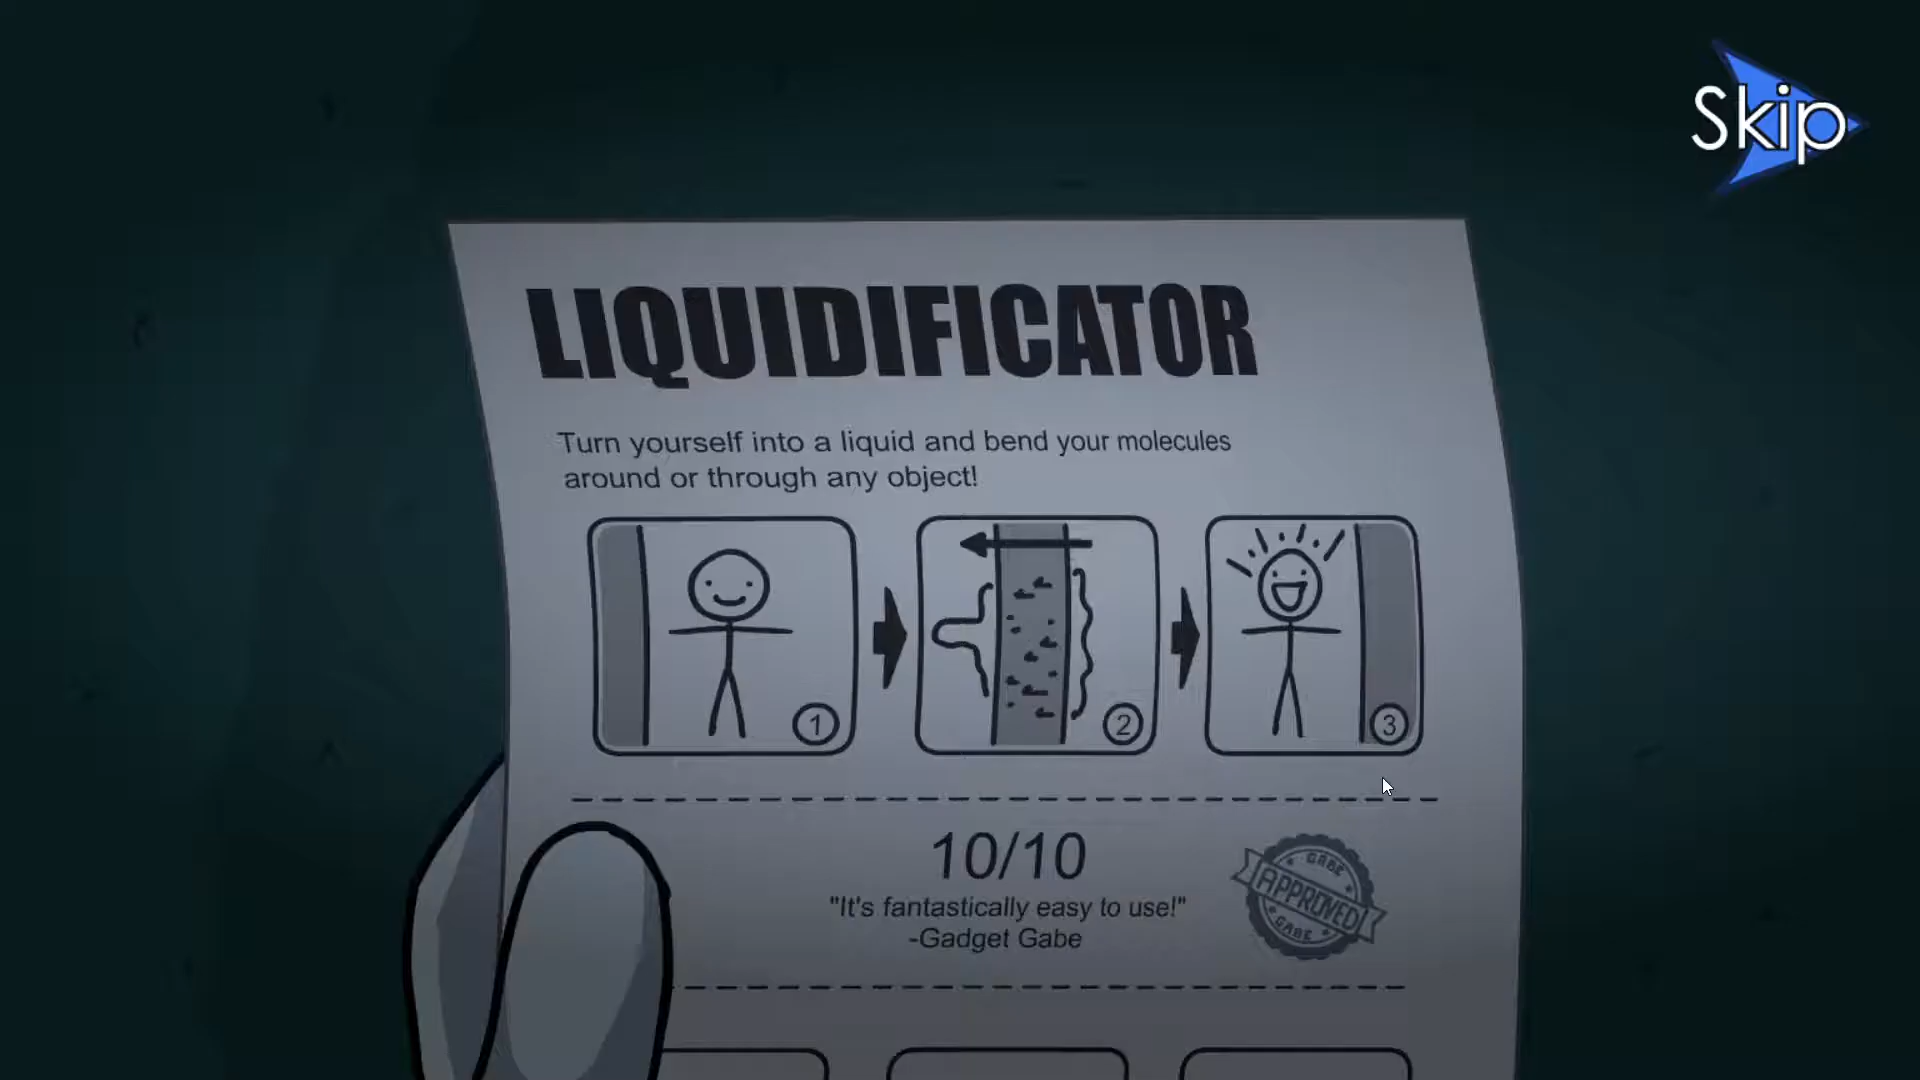 Skip
LIQUIDIFICATOR
Turn yourself into a liquid and bend your molecules
around or through any object!
1
2
3
10/10
"It's fantastically easy to use!"
-Gadget Gabe
GABE
APPROVED
GABE